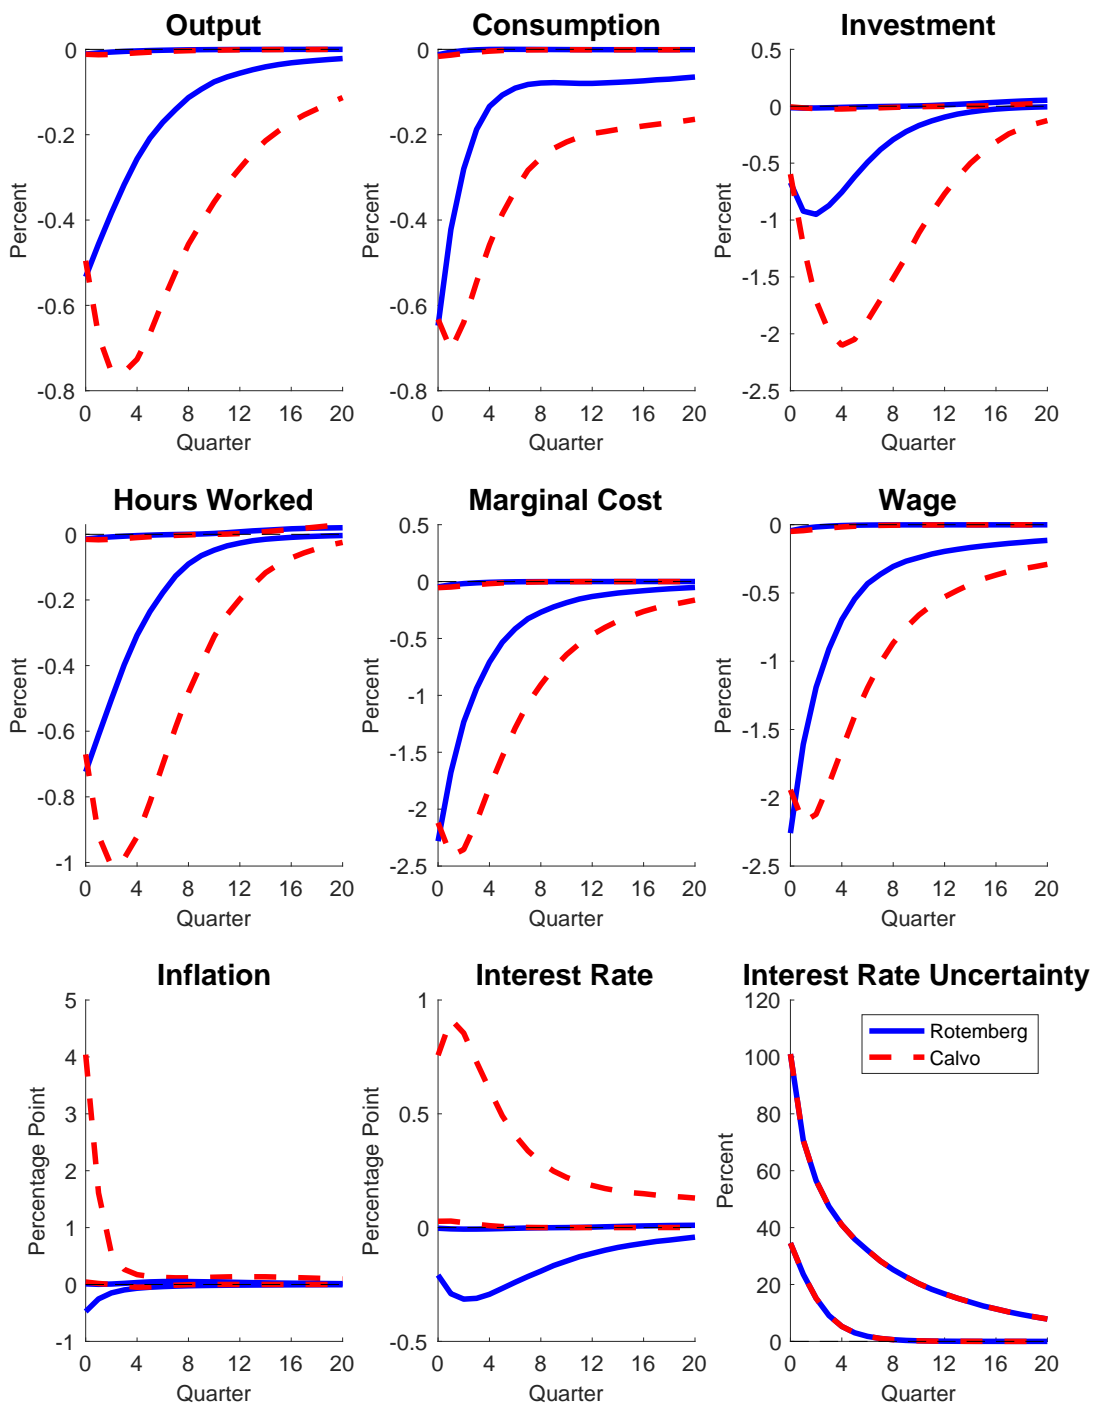 Output
Percent
0
-0.2
-0.4
-0.6
-0.8
0 4 8 12 16 20
Quarter
Consumption
Percent
0
-0.2
-0.4
-0.6
-0.8
0 4 8 12 16 20
Quarter
Investment
Percent
0.5
0
-0.5
-1
-1.5
-2
-2.5
0 4 8 12 16 20
Quarter
Hours Worked
Percent
0
-0.2
-0.4
-0.6
-0.8
-1
0 4 8 12 16 20
Quarter
Marginal Cost
Percent
0.5
0
-0.5
-1
-1.5
-2
-2.5
0 4 8 12 16 20
Quarter
Wage
Percent
0
-0.5
-1
-1.5
-2
-2.5
0 4 8 12 16 20
Quarter
Inflation
Percentage Point
5
4
3
2
1
0
-1
0 4 8 12 16 20
Quarter
Interest Rate
Percentage Point
1
0.5
0
-0.5
0 4 8 12 16 20
Quarter
Interest Rate Uncertainty
Percent
120
100
80
60
40
20
0
Rotemberg
Calvo
0 4 8 12 16 20
Quarter